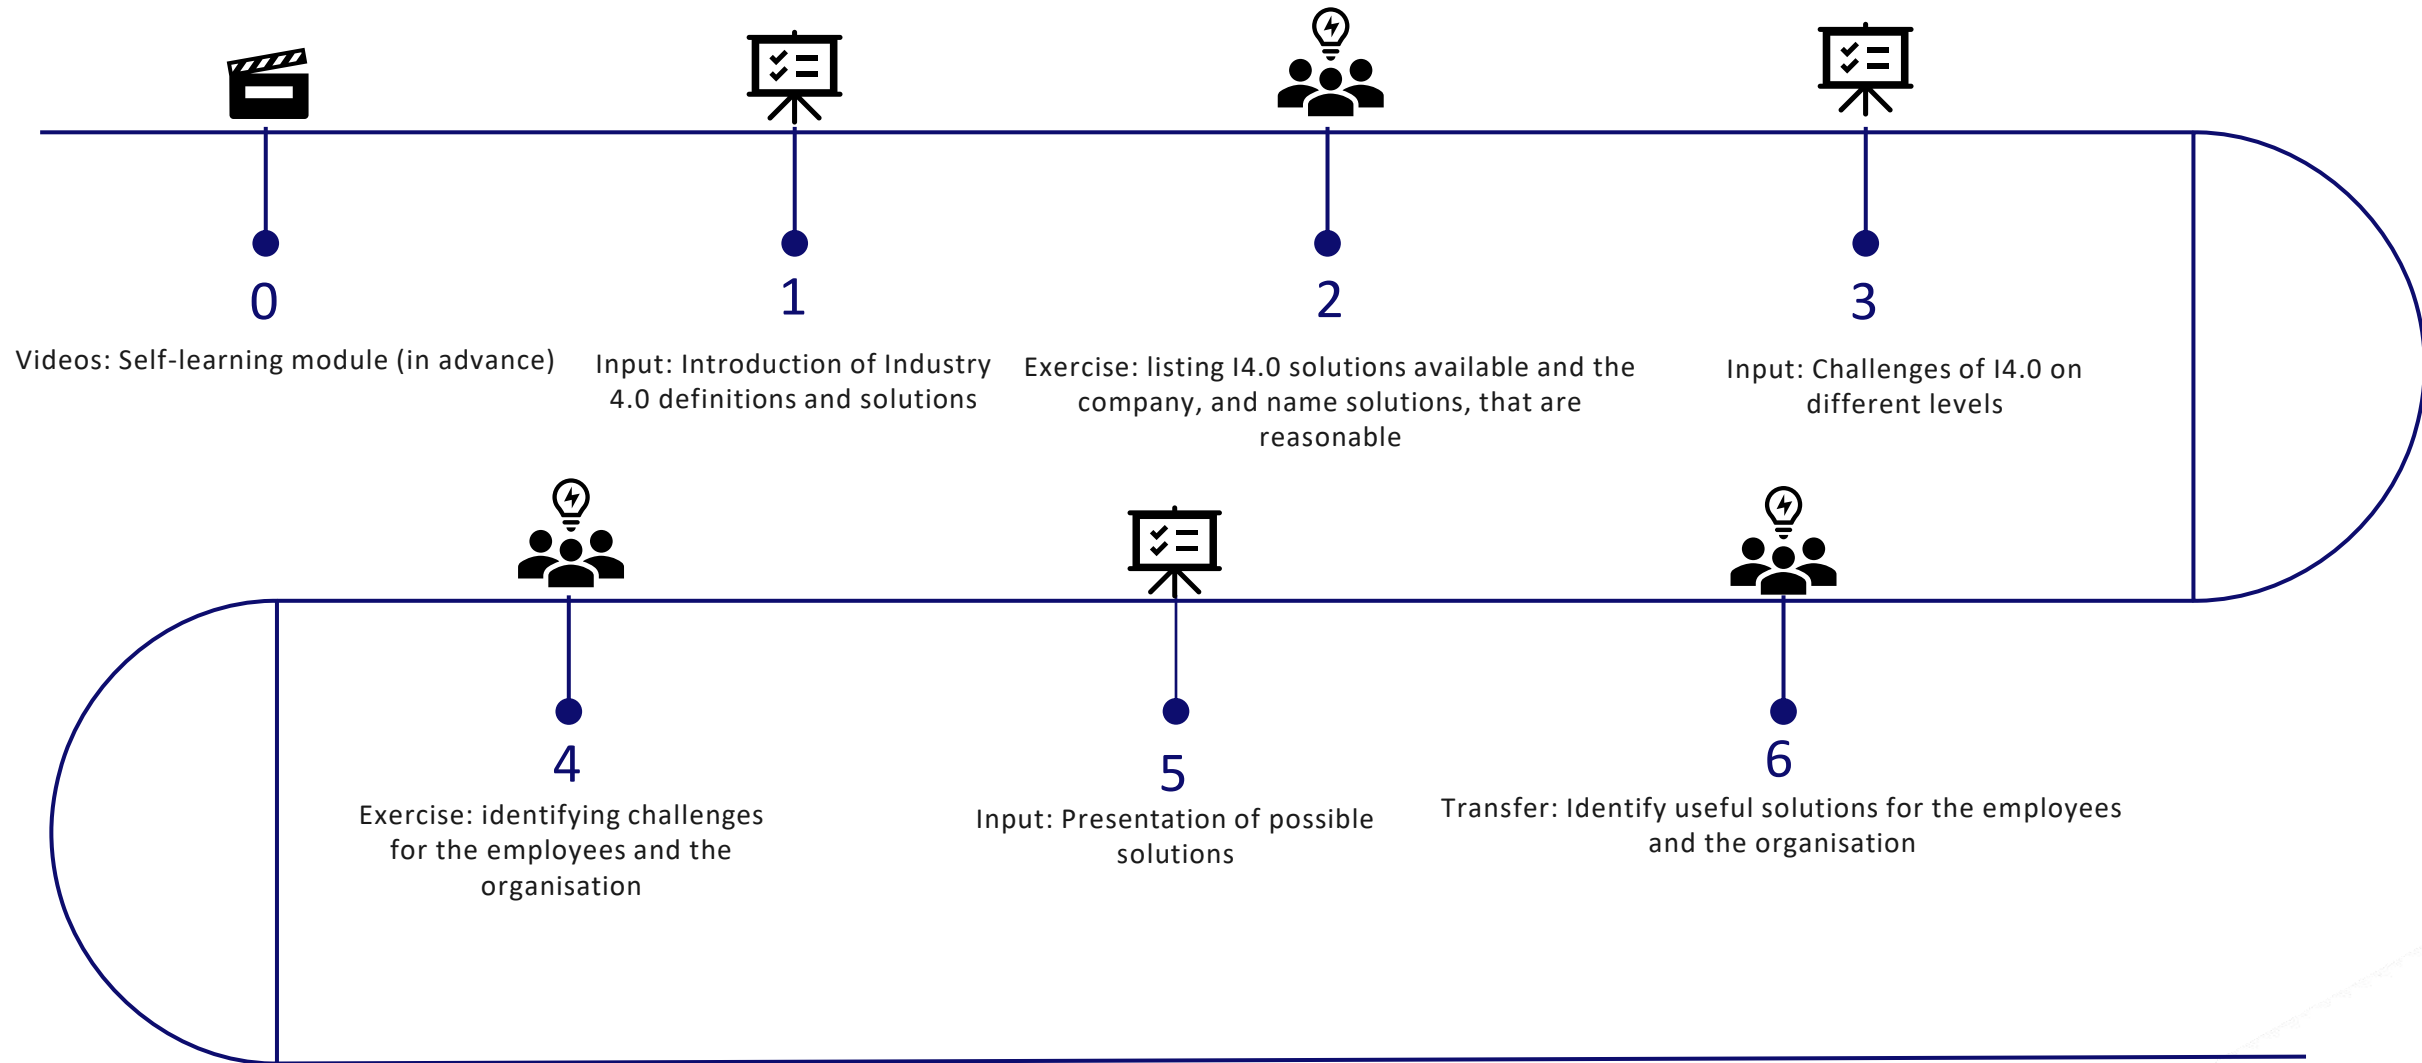 0
Videos: Self-learning module (in advance)
1
Input: Introduction of Industry
4.0 definitions and solutions
2
Exercise: listing I4.0 solutions available and the
company, and name solutions, that are
reasonable
3
Input: Challenges of I4.0 on
different levels
4
Exercise: identifying challenges
for the employees and the
organisation
5
Input: Presentation of possible
solutions
6
Transfer: Identify useful solutions for the employees
and the organisation